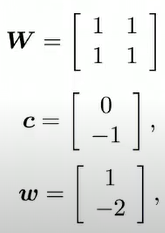 W = [ 1 1
1 1 ]
c = [ 0
-1 ] ,
w = [ 1
-2 ] ,